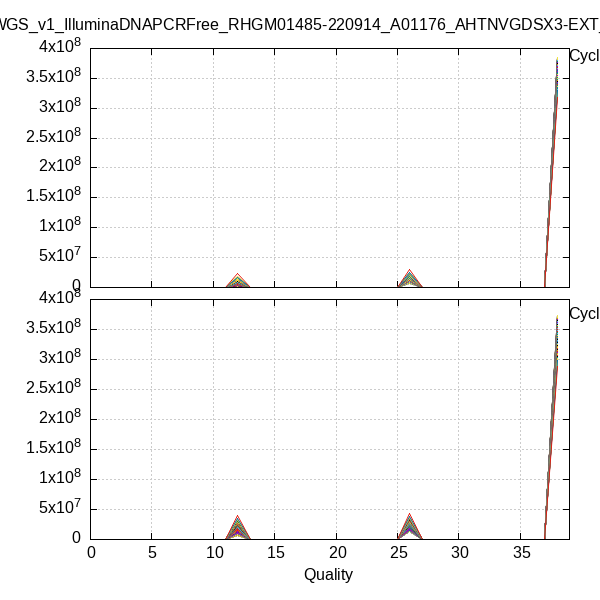 WGS_v1_IlluminaDNAPCRFree_RHGM01485-220914_A01176_AHTNVGDSX3-EXT_
4x10⁸
3.5x10⁸
3x10⁸
2.5x10⁸
2x10⁸
1.5x10⁸
1x10⁸
5x10⁷
0
Cycl
4x10⁸
3.5x10⁸
3x10⁸
2.5x10⁸
2x10⁸
1.5x10⁸
1x10⁸
5x10⁷
0
Cycl
0 5 10 15 20 25 30 35
Quality